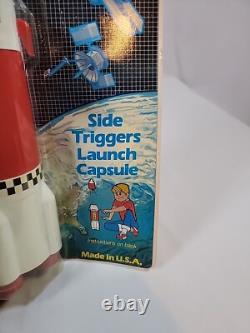 Side
Triggers
Launch
Capsule
instructions on back
Made in U.S.A.